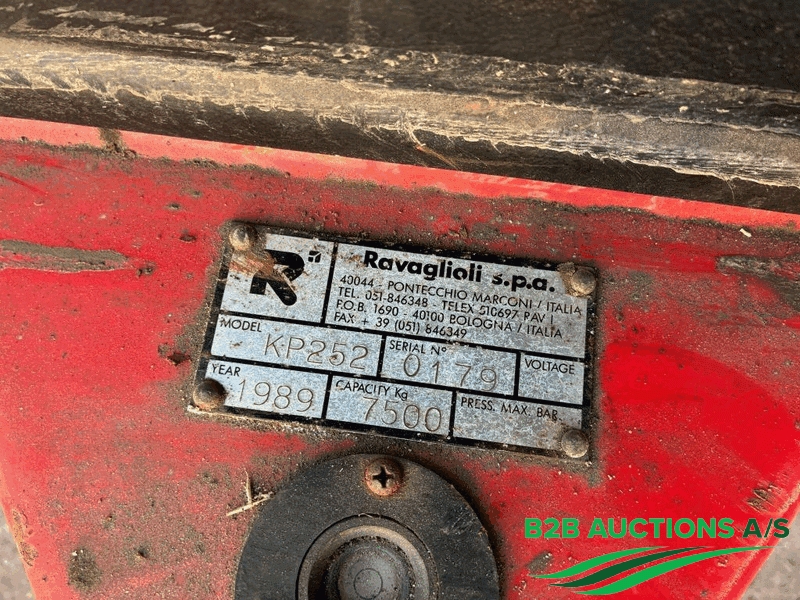 R
Ravaglioli s.p.a.
40044 - PONTECCHIO MARCONI / ITALIA
TEL. 051-846348 - TELEX 510697 RAV I
P.O.B. 1690 - 40100 BOLOGNA / ITALIA
FAX + 39 (051) 846349
MODEL KP252 SERIAL N° 0179 VOLTAGE
YEAR 1989 CAPACITY Kg 7500 PRESS. MAX. BAR
B2B AUCTIONS A/S